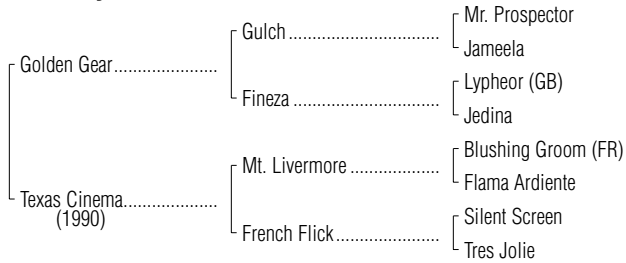 Mr. Prospector
Gulch
Jameela
Golden Gear
Lypheor (GB)
Fineza
Jedina
Blushing Groom (FR)
Mt. Livermore
Flama Ardiente
Texas Cinema
(1990)
Silent Screen
French Flick
Tres Jolie